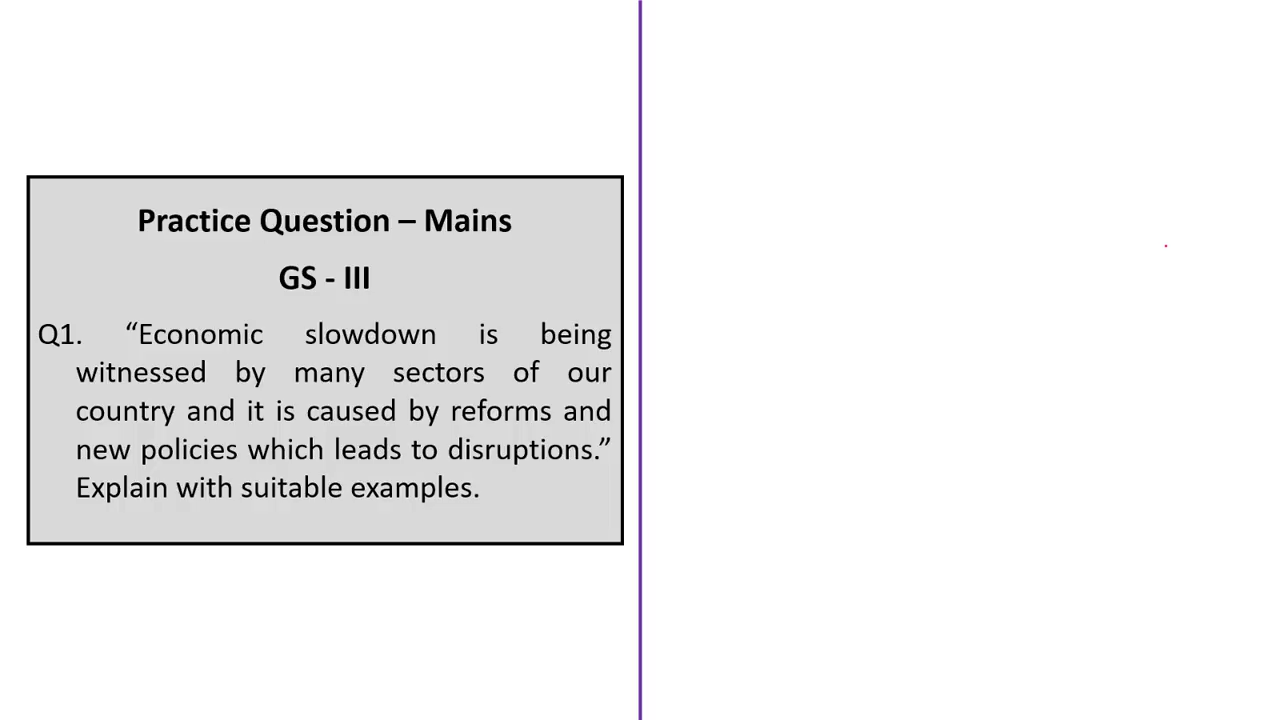 Practice Question – Mains
GS - III
Q1. “Economic slowdown is being
witnessed by many sectors of our
country and it is caused by reforms and
new policies which leads to disruptions.”
Explain with suitable examples.